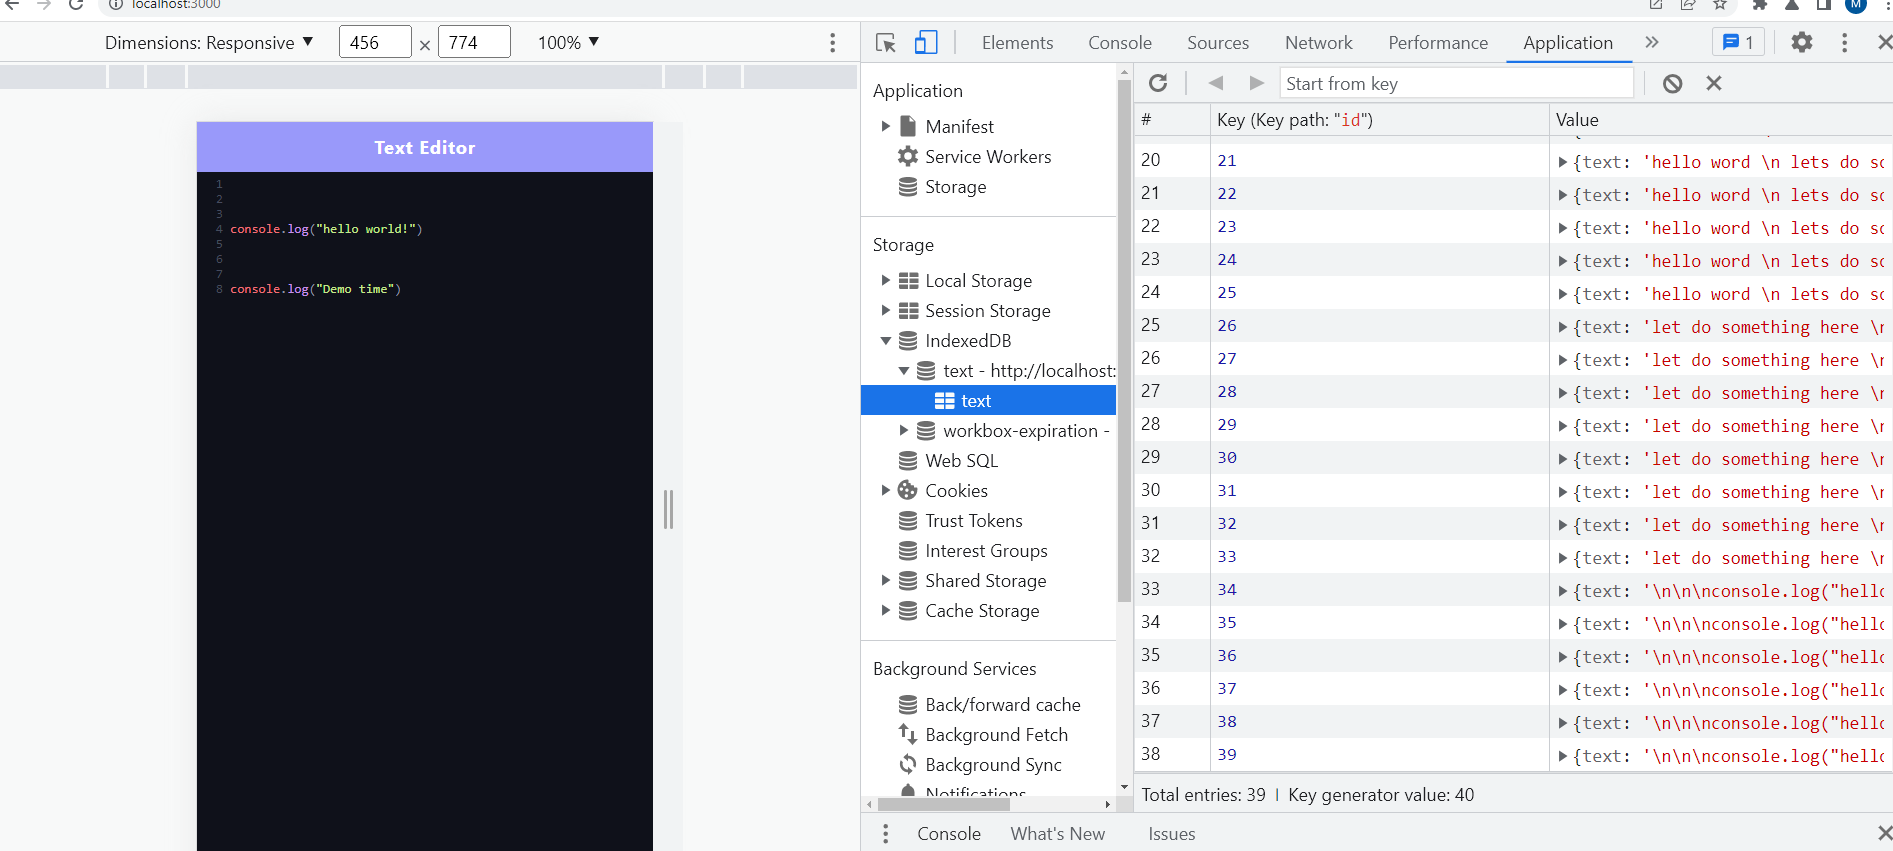 localhost:3000
M
Dimensions: Responsive ▼ 456 × 774 100% ▼
Text Editor
1
2
3
4 console.log("hello world!")
5
6
7
8 console.log("Demo time")
Elements Console Sources Network Performance Application » 1
Application
Manifest
Service Workers
Storage
Storage
Local Storage
Session Storage
IndexedDB
text - http://localhost:
text
workbox-expiration -
Web SQL
Cookies
Trust Tokens
Interest Groups
Shared Storage
Cache Storage
Background Services
Back/forward cache
Background Fetch
Background Sync
Notifications
Start from key
# Key (Key path: "id") Value
20 21 {text: 'hello word \n lets do so
21 22 {text: 'hello word \n lets do so
22 23 {text: 'hello word \n lets do so
23 24 {text: 'hello word \n lets do so
24 25 {text: 'hello word \n lets do so
25 26 {text: 'let do something here \n
26 27 {text: 'let do something here \n
27 28 {text: 'let do something here \n
28 29 {text: 'let do something here \n
29 30 {text: 'let do something here \n
30 31 {text: 'let do something here \n
31 32 {text: 'let do something here \n
32 33 {text: 'let do something here \n
33 34 {text: '\n\n\nconsole.log("hello
34 35 {text: '\n\n\nconsole.log("hello
35 36 {text: '\n\n\nconsole.log("hello
36 37 {text: '\n\n\nconsole.log("hello
37 38 {text: '\n\n\nconsole.log("hello
38 39 {text: '\n\n\nconsole.log("hello
Total entries: 39 | Key generator value: 40
Console What's New Issues